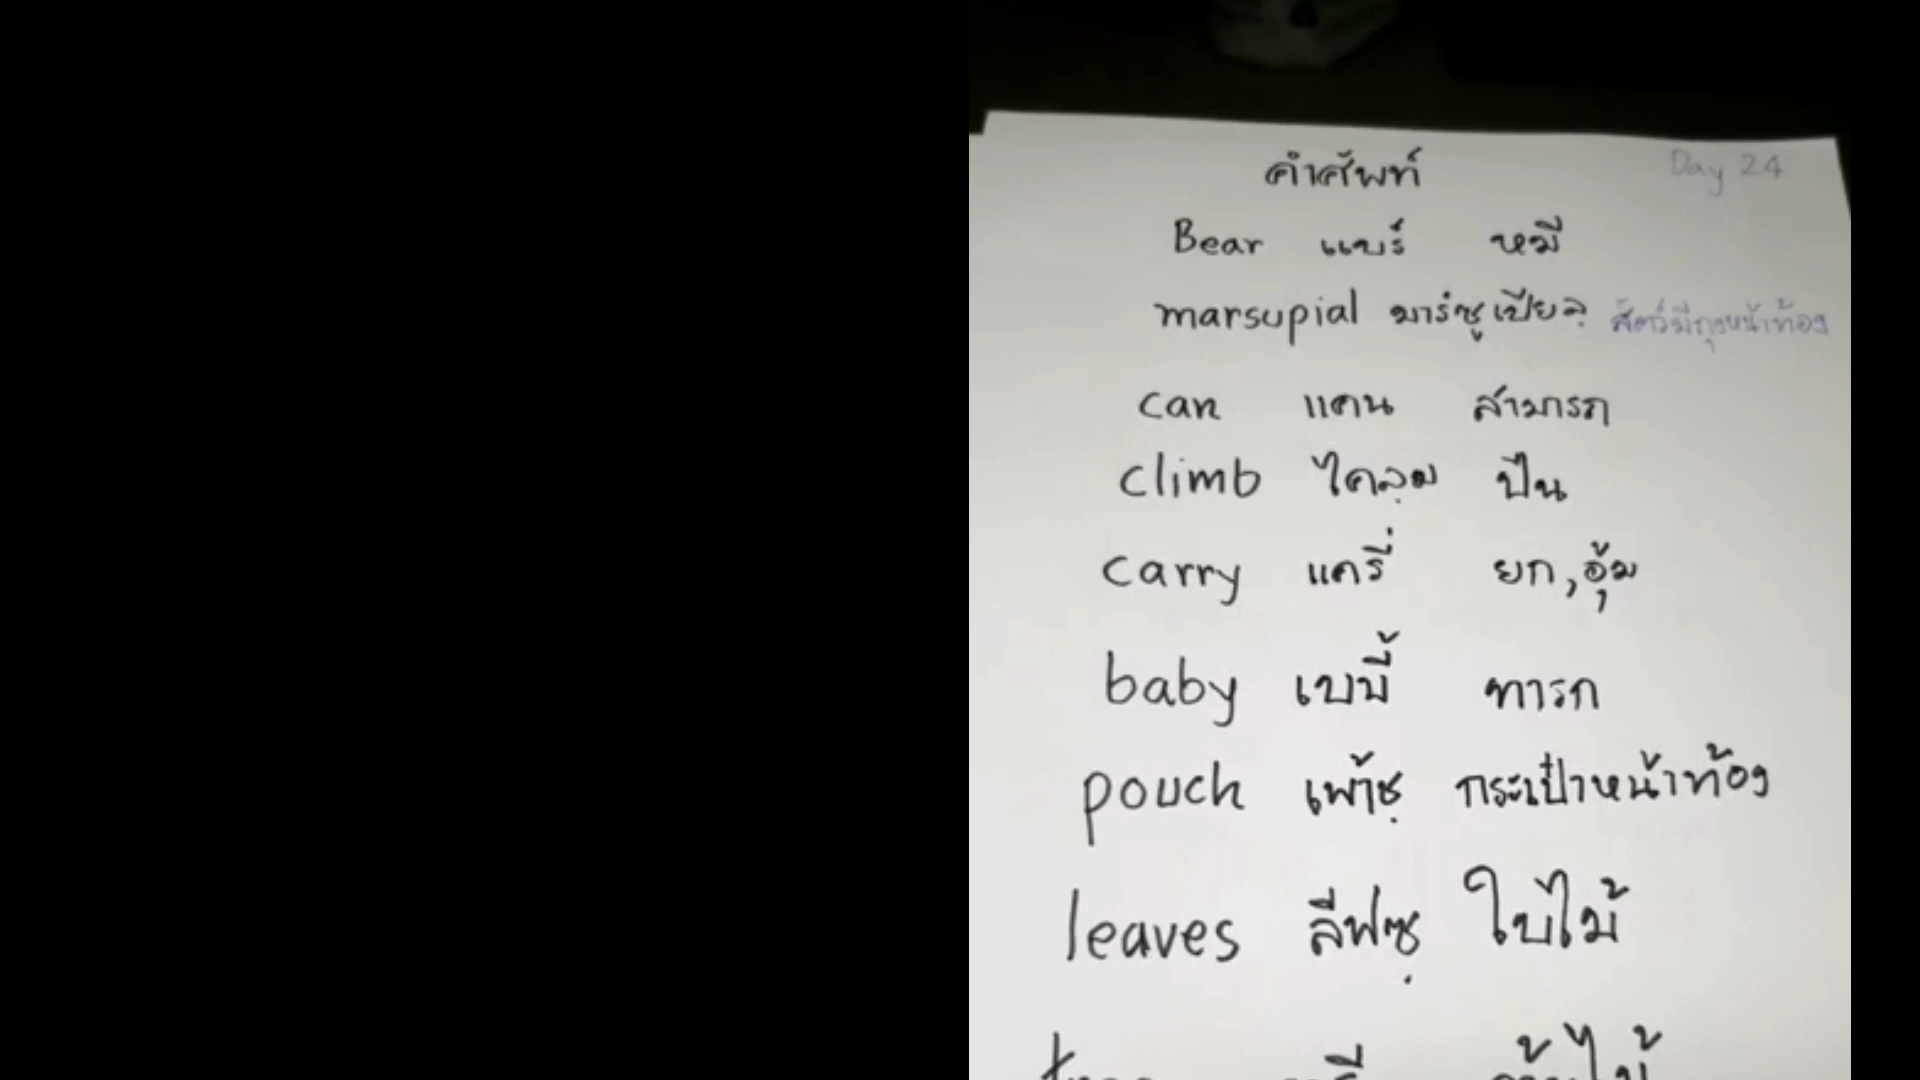 คำศัพท์ Day 24
Bear แบร์ หมี
marsupial มาร์ซูเปียลฺ สัตว์มีถุงหน้าท้อง
can แคน สามารถ
climb ไคลฺม ปีน
carry แครี่ ยก,อุ้ม
baby เบบี้ ทารก
pouch เพ้าชฺ กระเป๋าหน้าท้อง
leaves ลีฟซฺ ใบไม้